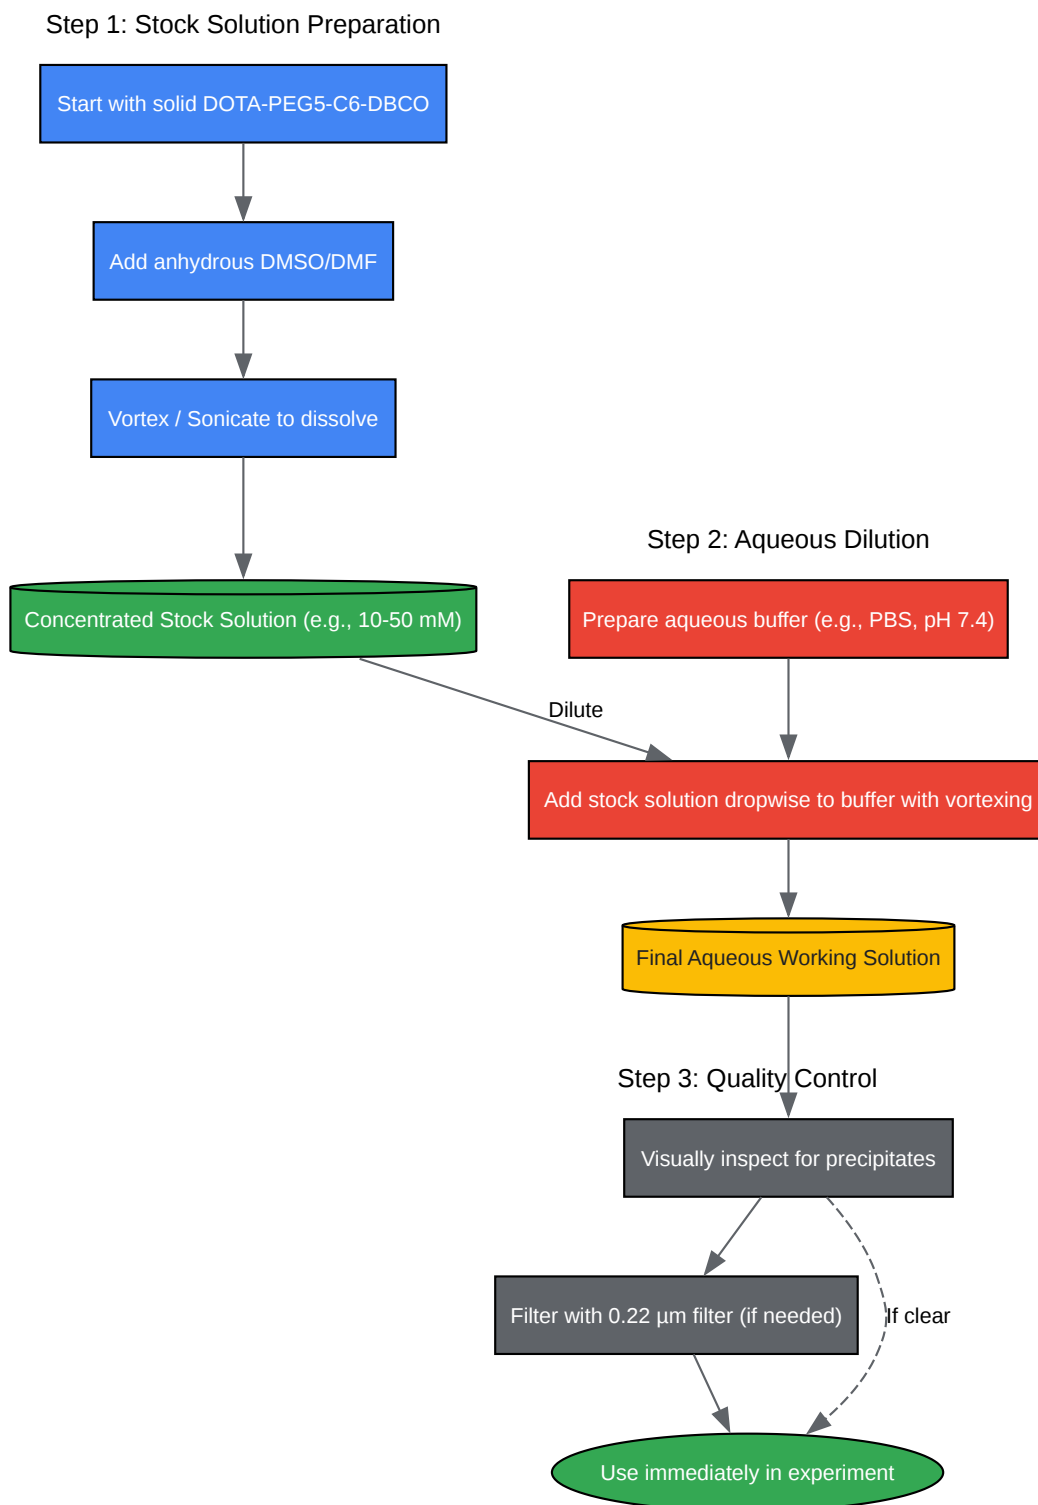 Step 1: Stock Solution Preparation
Start with solid DOTA-PEG5-C6-DBCO
Add anhydrous DMSO/DMF
Vortex / Sonicate to dissolve
Concentrated Stock Solution (e.g., 10-50 mM)
Step 2: Aqueous Dilution
Prepare aqueous buffer (e.g., PBS, pH 7.4)
Dilute
Add stock solution dropwise to buffer with vortexing
Final Aqueous Working Solution
Step 3: Quality Control
Visually inspect for precipitates
Filter with 0.22 µm filter (if needed)
If clear
Use immediately in experiment